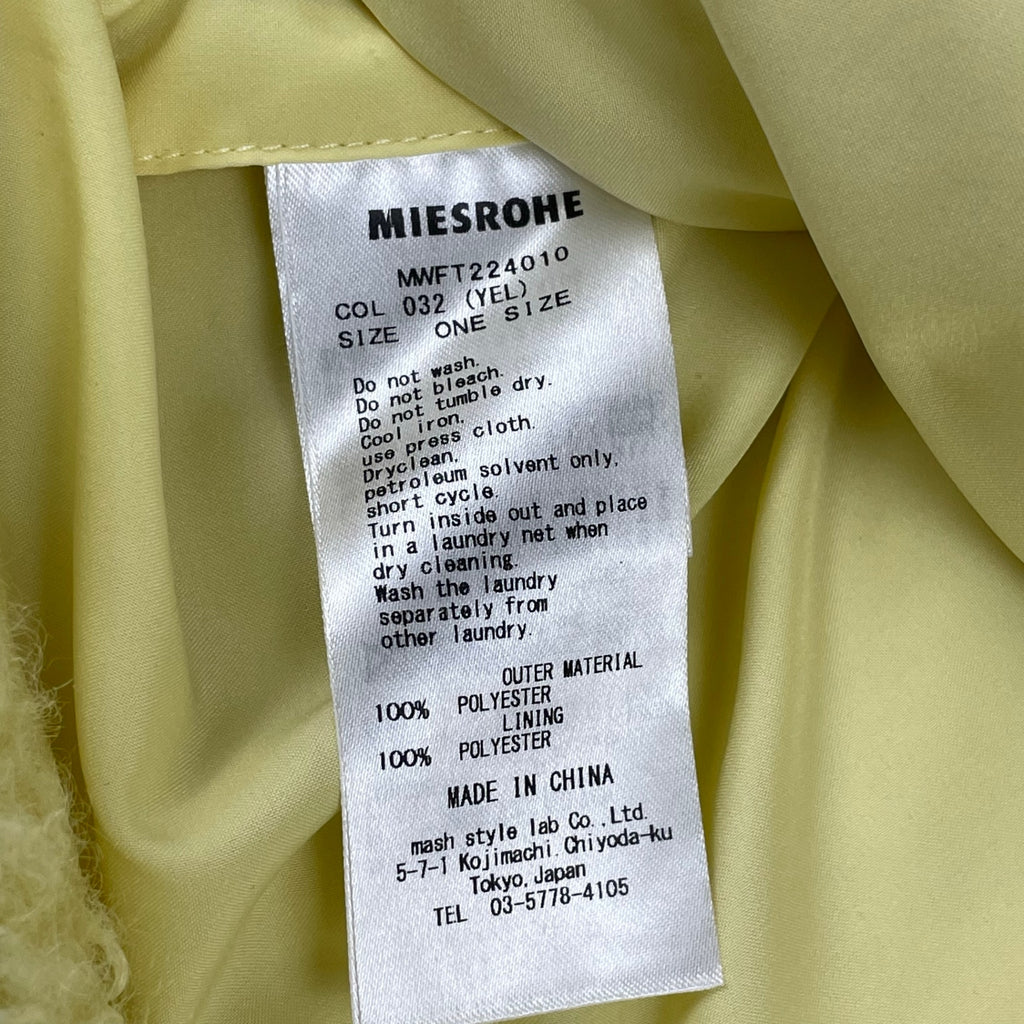 MIESROHE
MWFT224010
COL 032 (YEL)
SIZE ONE SIZE
Do not wash.
Do not bleach.
Do not tumble dry.
Cool iron.
use press cloth.
Dryclean.
petroleum solvent only.
short cycle.
Turn inside out and place
in a laundry net when
dry cleaning.
Wash the laundry
separately from
other laundry.
OUTER MATERIAL
100% POLYESTER
LINING
100% POLYESTER
MADE IN CHINA
mash style lab Co.,Ltd.
5-7-1 Kojimachi.Chiyoda-ku
Tokyo,Japan
TEL 03-5778-4105